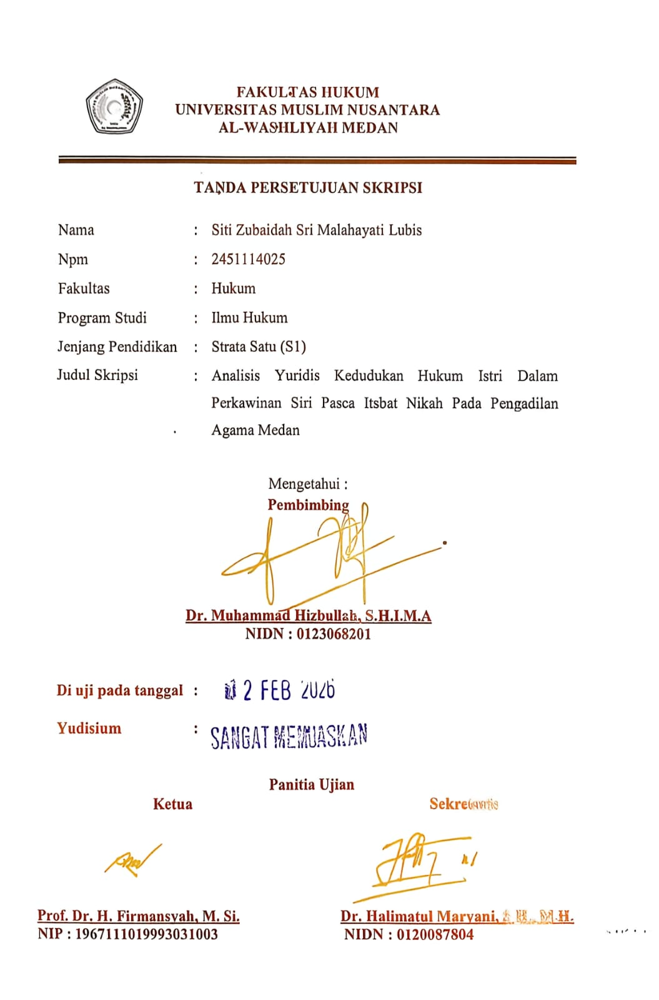 FAKULTAS HUKUM
UNIVERSITAS MUSLIM NUSANTARA
AL-WASHLIYAH MEDAN
TANDA PERSETUJUAN SKRIPSI
Nama : Siti Zubaidah Sri Malahayati Lubis
Npm : 2451114025
Fakultas : Hukum
Program Studi : Ilmu Hukum
Jenjang Pendidikan : Strata Satu (S1)
Judul Skripsi : Analisis Yuridis Kedudukan Hukum Istri Dalam
Perkawinan Siri Pasca Itsbat Nikah Pada Pengadilan
Agama Medan
Mengetahui :
Pembimbing
Dr. Muhammad Hizbullah, S.H.I.M.A
NIDN : 0123068201
Di uji pada tanggal : 02 FEB 2026
Yudisium : SANGAT MEMUASKAN
Panitia Ujian
Ketua Sekretaris
Prof. Dr. H. Firmansyah, M. Si. Dr. Halimatul Maryani, S.H., M.H.
NIP : 1967111019993031003 NIDN : 0120087804